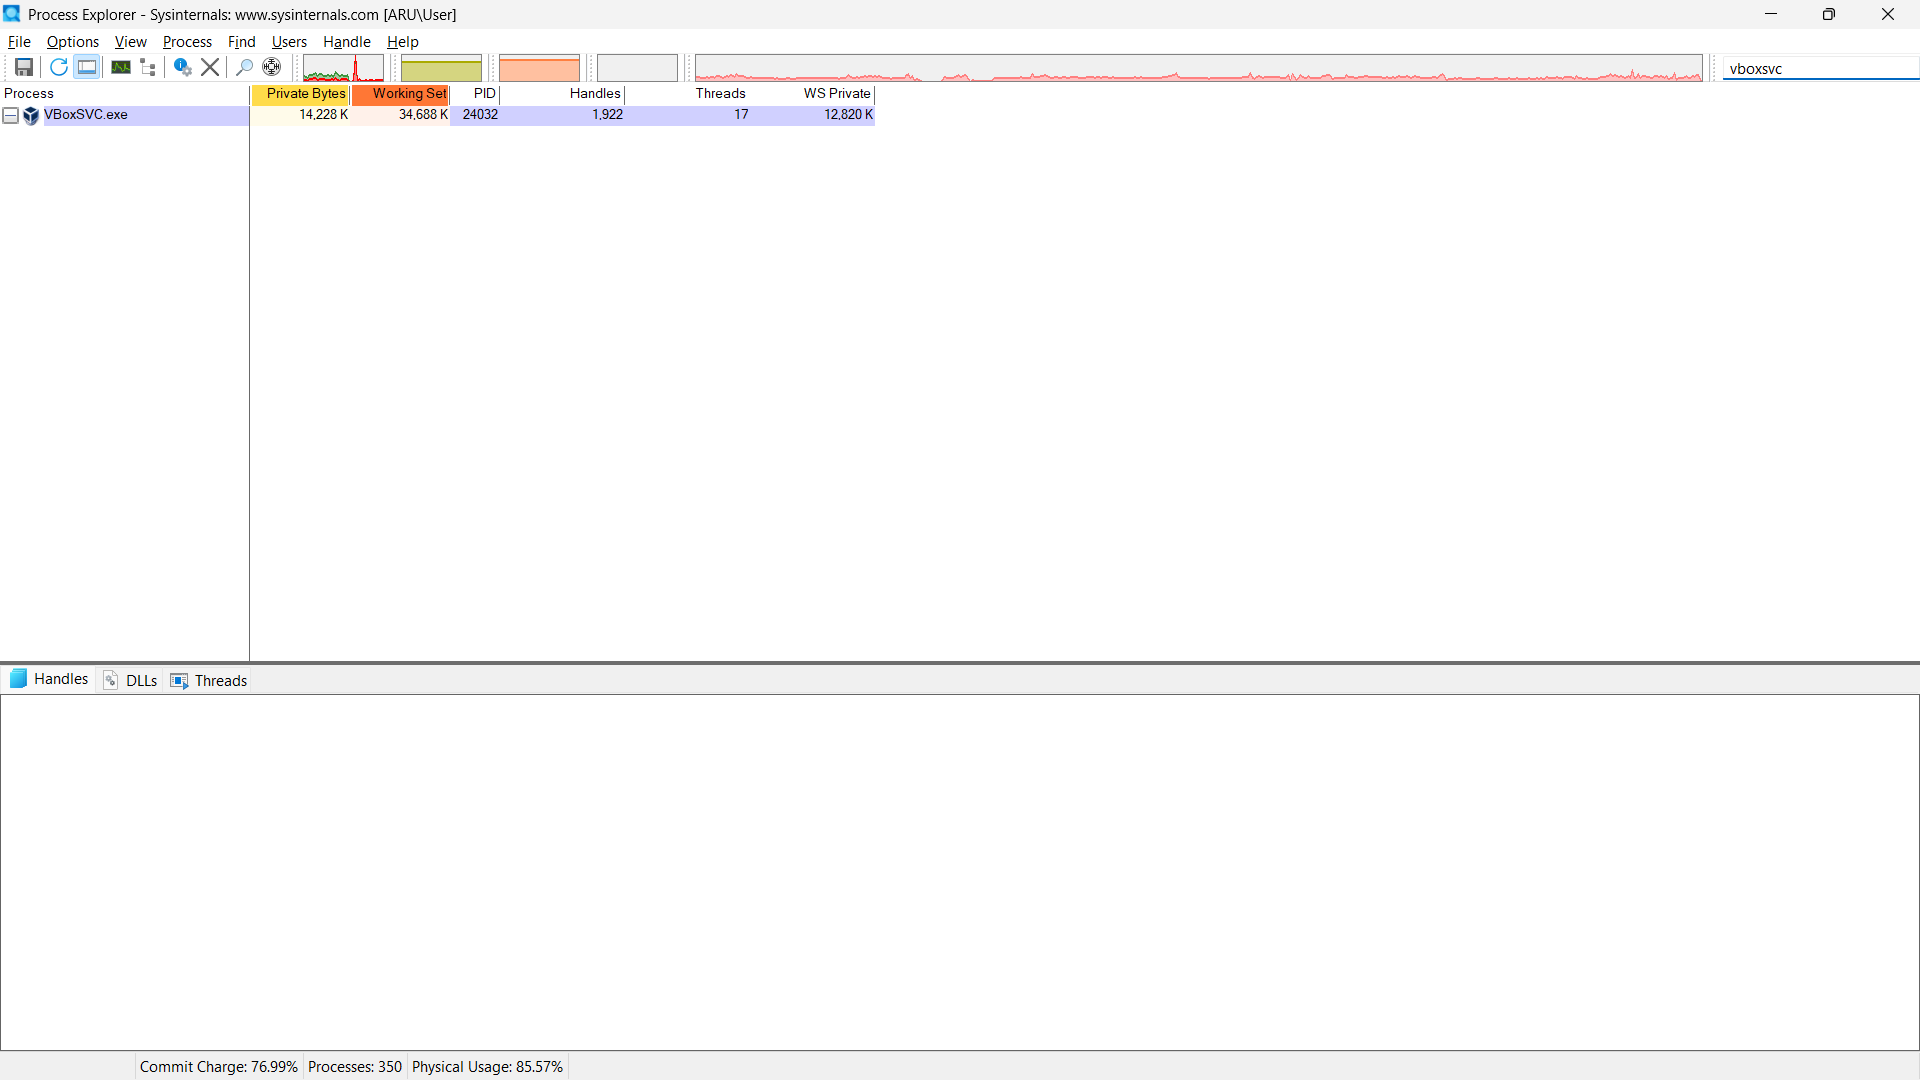 Process Explorer - Sysinternals: www.sysinternals.com [ARU\User]
File Options View Process Find Users Handle Help
vboxsvc
Process Private Bytes Working Set PID Handles Threads WS Private
VBoxSVC.exe 14,228 K 34,688 K 24032 1,922 17 12,820 K
Handles DLLs Threads
Commit Charge: 76.99% Processes: 350 Physical Usage: 85.57%